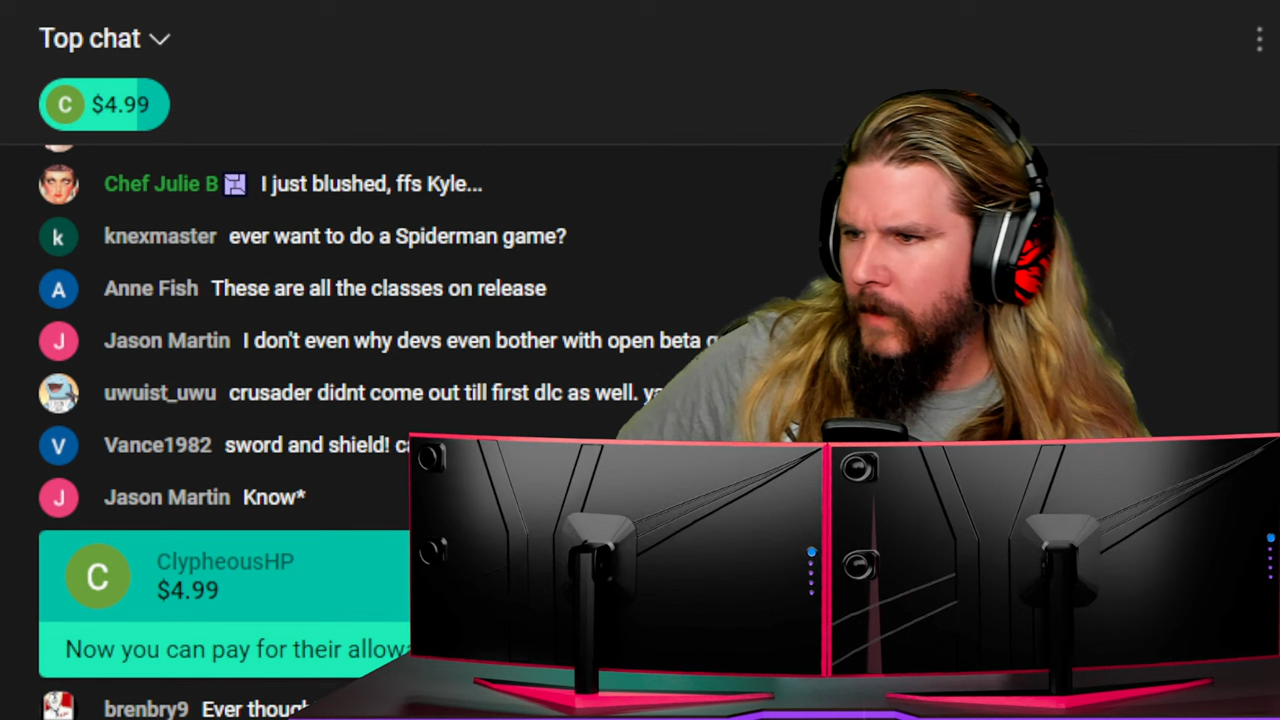 Top chat
C $4.99
Chef Julie B I just blushed, ffs Kyle...
k knexmaster ever want to do a Spiderman game?
A Anne Fish These are all the classes on release
J Jason Martin I don't even why devs even bother with open beta
uwuist_uwu crusader didnt come out till first dlc as well.
V Vance1982 sword and shield!
J Jason Martin Know*
C ClypheousHP
$4.99
Now you can pay for their
brenbry9 Ever